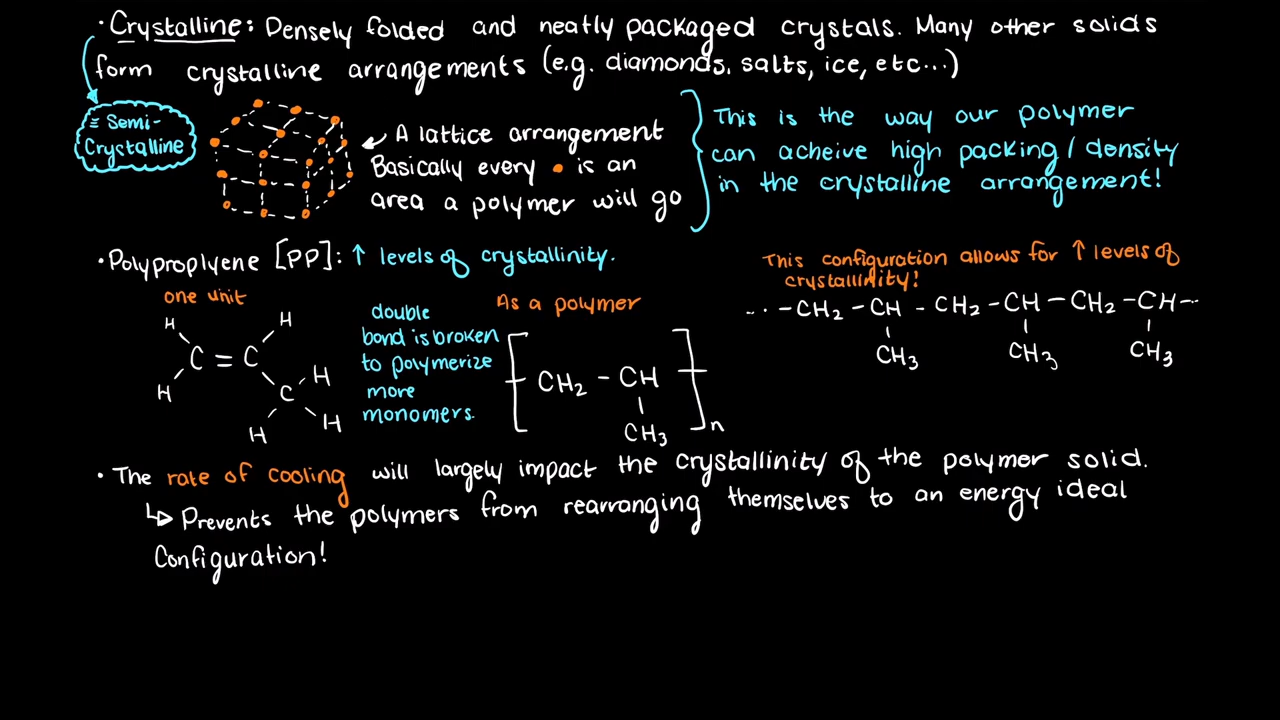 · Crystalline: Densely folded and neatly packaged crystals. Many other solids
form crystalline arrangements (e.g. diamonds, salts, ice, etc...)
= Semi-
Crystalline
A lattice arrangement
Basically every • is an
area a polymer will go
This is the way our polymer
can acheive high packing/density
in the crystalline arrangement!
· Polyproplyene [PP]: ↑ levels of crystallinity.
one unit
H H
C = C
H C H
H H
double
bond is broken
to polymerize
more
monomers.
As a polymer
[ CH₂ - CH ]n
CH₃
This configuration allows for ↑ levels of
crystallinity!
... - CH₂ - CH - CH₂ - CH - CH₂ - CH - ...
CH₃ CH₃ CH₃
· The rate of cooling will largely impact the crystallinity of the polymer solid.
↳ Prevents the polymers from rearranging themselves to an energy ideal
configuration!